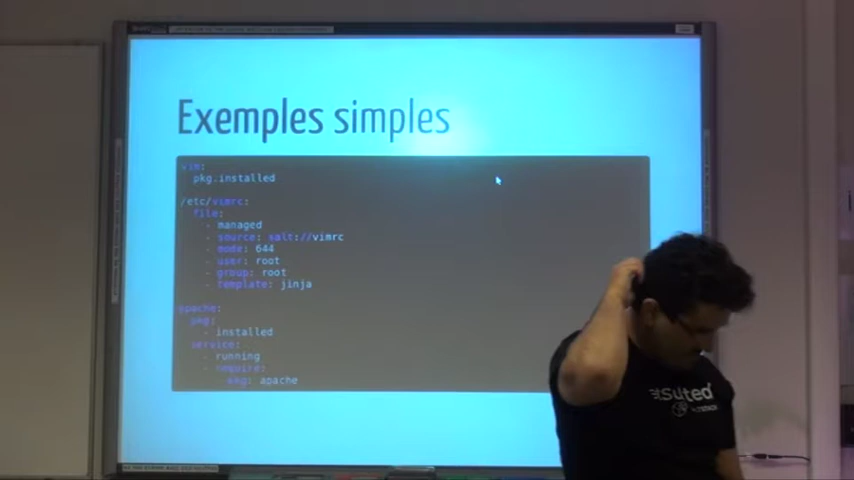 Exemples simples
vim:
pkg.installed
/etc/vimrc:
file:
- managed
- source: salt://vimrc
- mode: 644
- user: root
- group: root
- template: jinja
apache:
pkg:
- installed
service:
- running
- require:
- pkg: apache